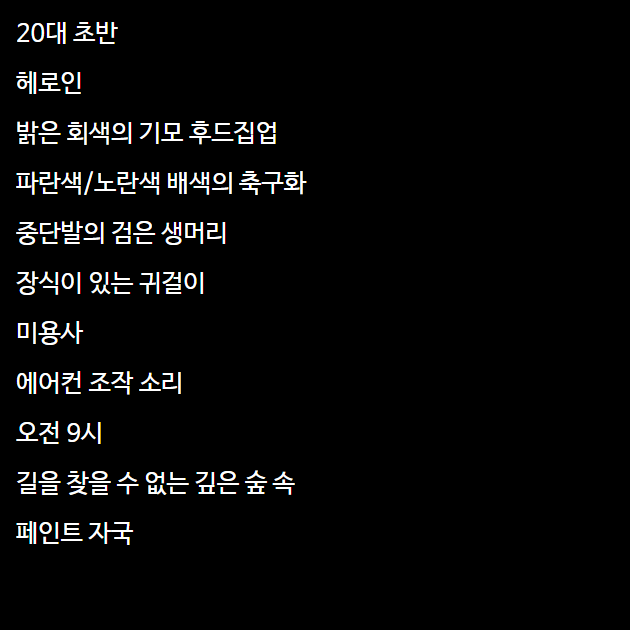 20대 초반
헤로인
밝은 회색의 기모 후드집업
파란색/노란색 배색의 축구화
중단발의 검은 생머리
장식이 있는 귀걸이
미용사
에어컨 조작 소리
오전 9시
길을 찾을 수 없는 깊은 숲 속
페인트 자국